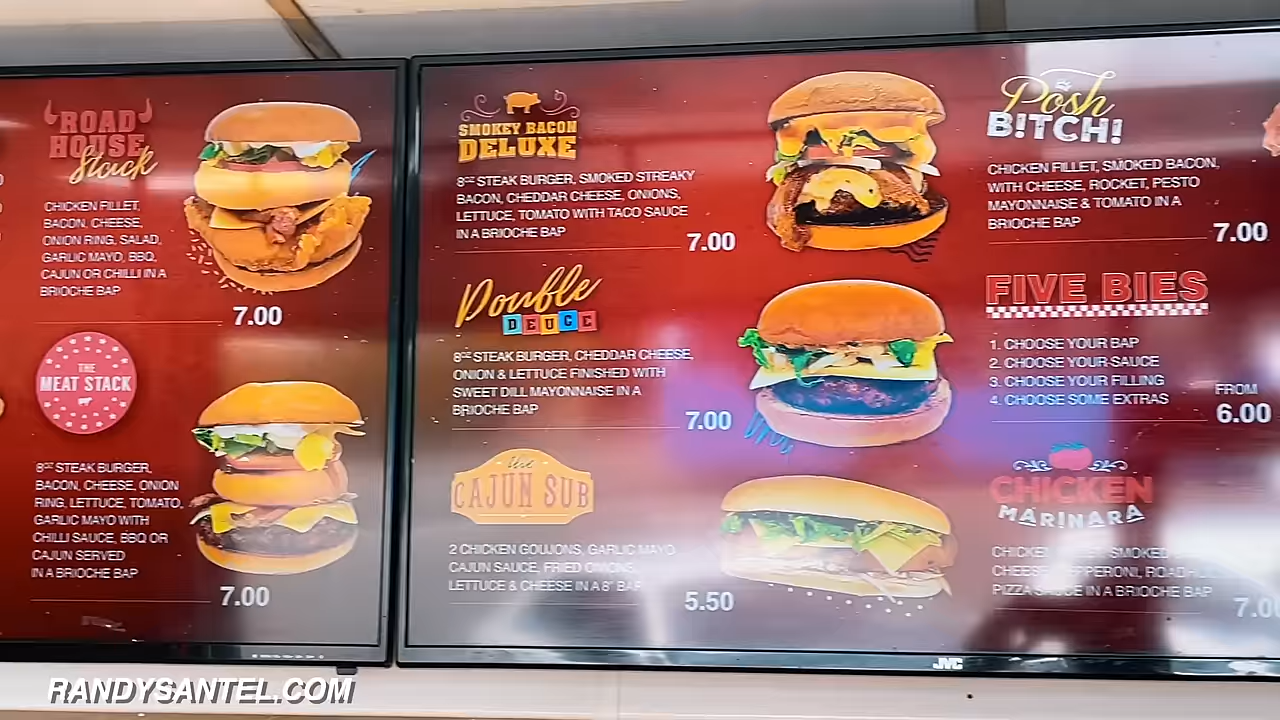 ROAD
HOUSE
Stack
CHICKEN FILLET,
BACON, CHEESE,
ONION RING, SALAD,
GARLIC MAYO, BBQ,
CAJUN OR CHILLI IN A
BRIOCHE BAP
7.00
THE
MEAT STACK
8oz STEAK BURGER,
BACON, CHEESE, ONION
RING, LETTUCE, TOMATO,
GARLIC MAYO WITH
CHILLI SAUCE, BBQ OR
CAJUN SERVED
IN A BRIOCHE BAP
7.00
SMOKEY BACON
DELUXE
8oz STEAK BURGER, SMOKED STREAKY
BACON, CHEDDAR CHEESE, ONIONS,
LETTUCE, TOMATO WITH TACO SAUCE
IN A BRIOCHE BAP
7.00
Double
DEUCE
8oz STEAK BURGER, CHEDDAR CHEESE,
ONION & LETTUCE FINISHED WITH
SWEET DILL MAYONNAISE IN A
BRIOCHE BAP
7.00
the
CAJUN SUB
2 CHICKEN GOUJONS, GARLIC MAYO,
CAJUN SAUCE, FRIED ONIONS,
LETTUCE & CHEESE IN A 8" BAP
5.50
Posh
B!TCH!
CHICKEN FILLET, SMOKED BACON,
WITH CHEESE, ROCKET, PESTO
MAYONNAISE & TOMATO IN A
BRIOCHE BAP
7.00
FIVE BIES
1. CHOOSE YOUR BAP
2. CHOOSE YOUR SAUCE
3. CHOOSE YOUR FILLING
4. CHOOSE SOME EXTRAS
FROM
6.00
CHICKEN
MARINARA
CHICKEN SMOKED
CHEESE, PEPPERONI,
PIZZA SAUCE IN A BRIOCHE BAP
7.0
JVC
RANDYSANTEL.COM